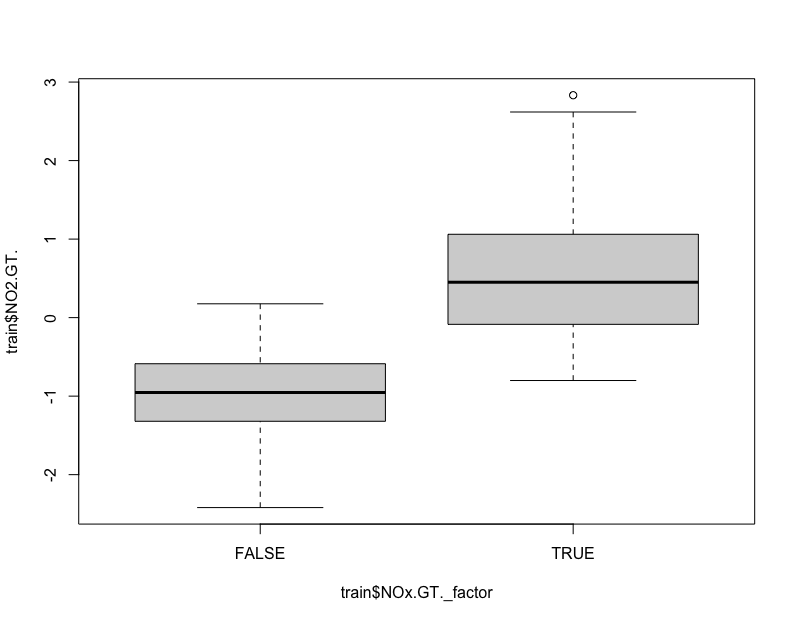 train$NO2.GT.
3
2
1
0
-1
-2
FALSE TRUE
train$NOx.GT._factor